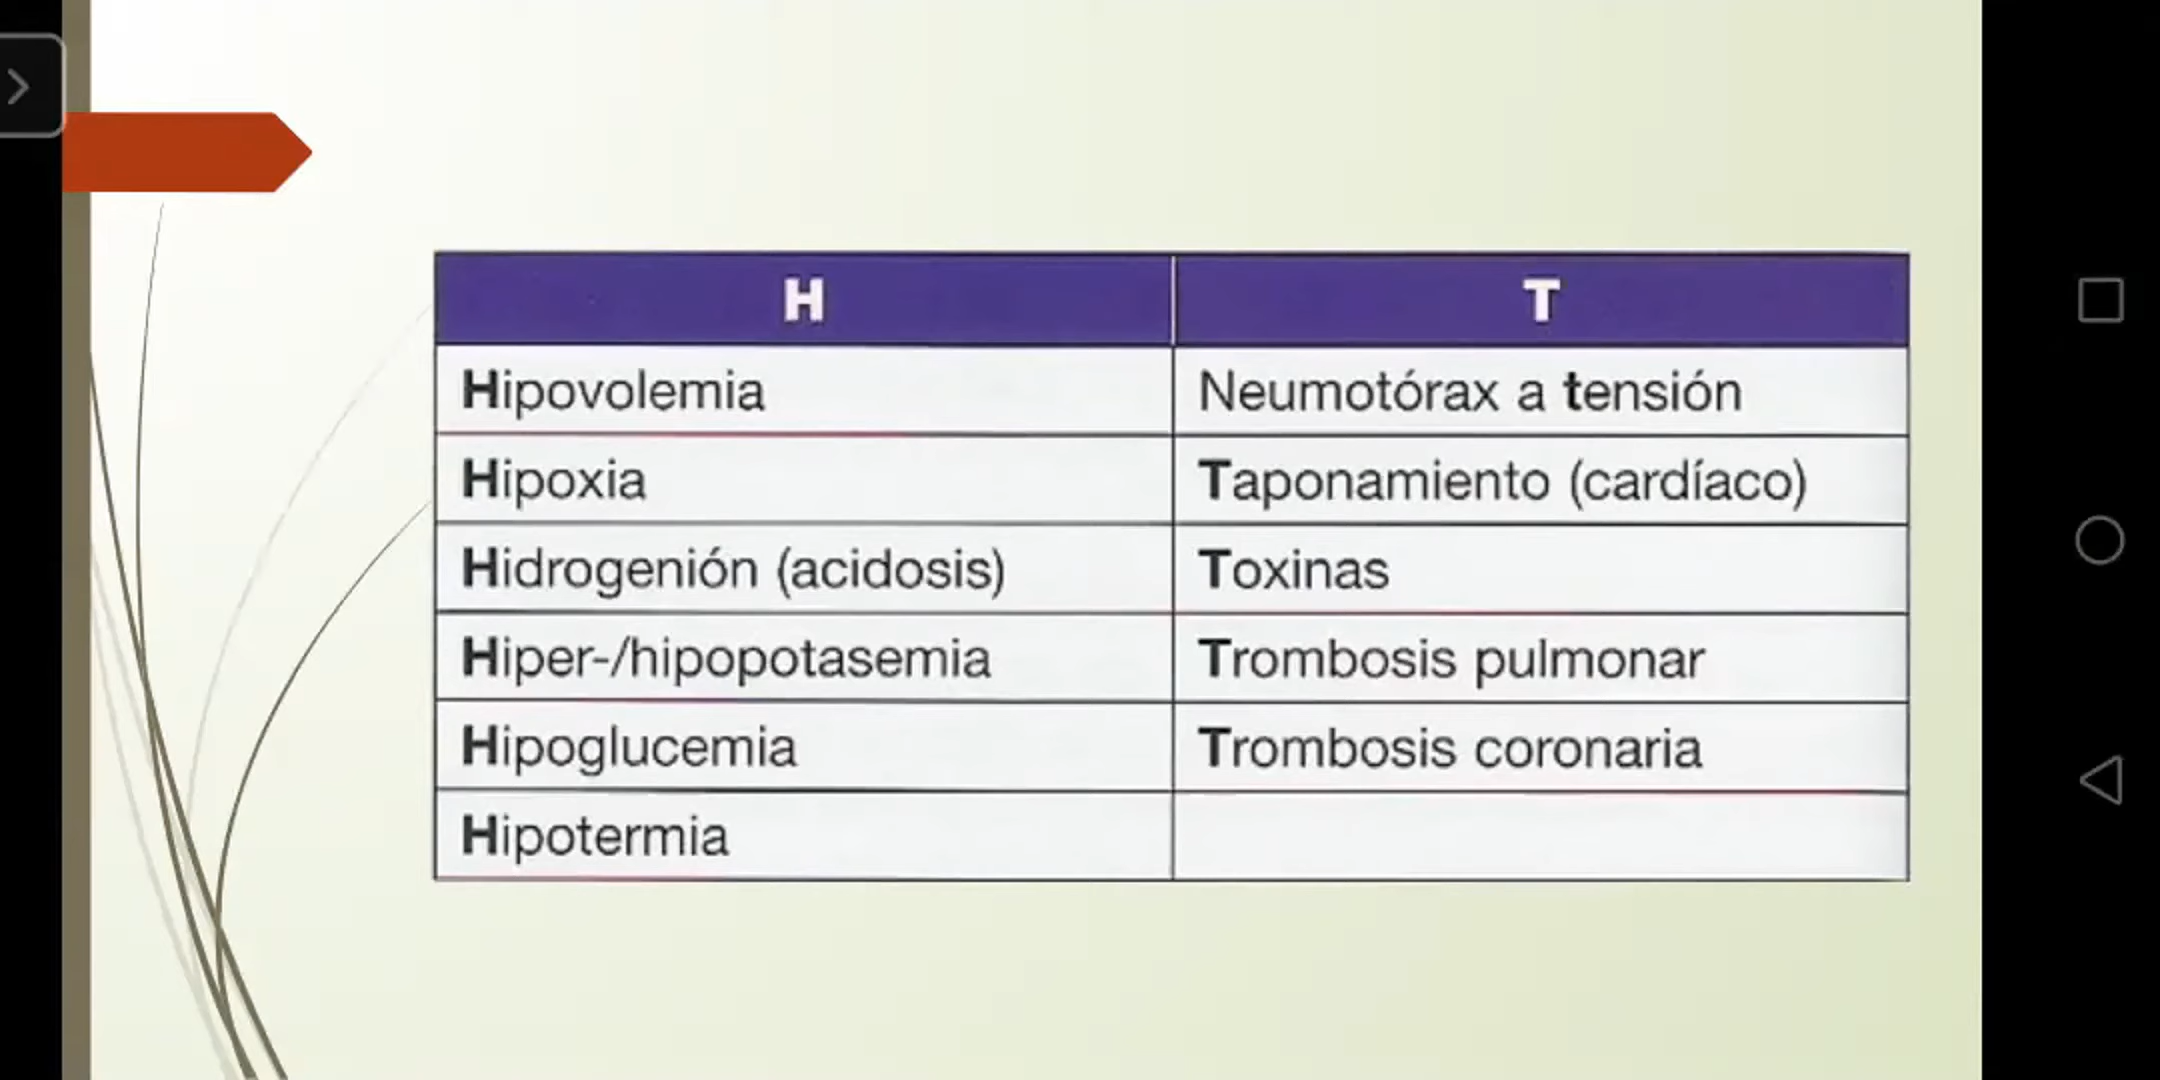 H
T
Hipovolemia
Neumotórax a tensión
Hipoxia
Taponamiento (cardíaco)
Hidrogenión (acidosis)
Toxinas
Hiper-/hipopotasemia
Trombosis pulmonar
Hipoglucemia
Trombosis coronaria
Hipotermia